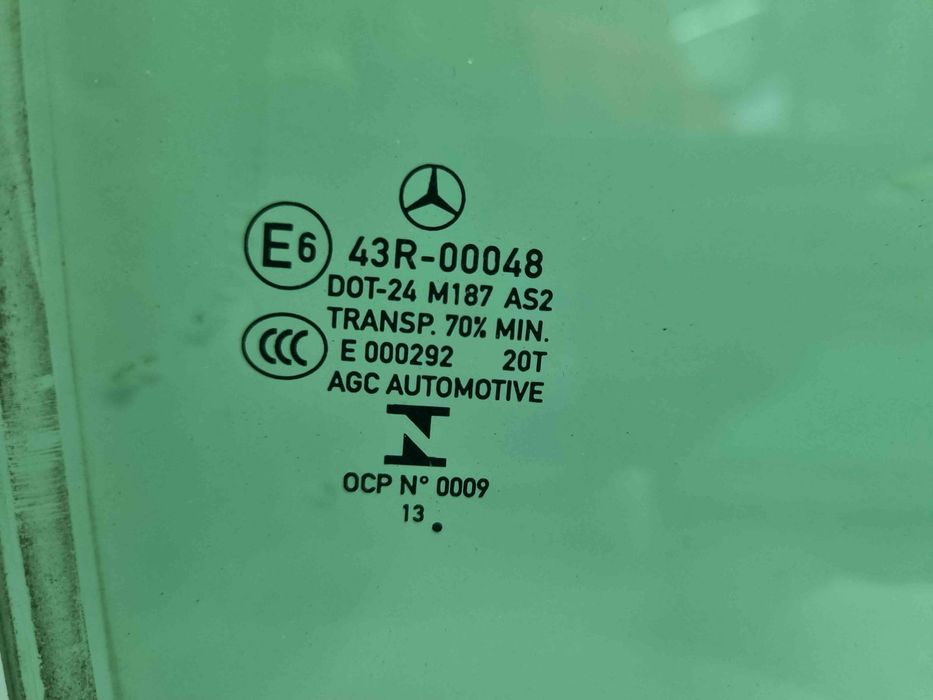 E6 43R-00048
DOT-24 M187 AS2
TRANSP. 70% MIN.
CCC E 000292 20T
AGC AUTOMOTIVE
N
OCP N° 0009
13 .